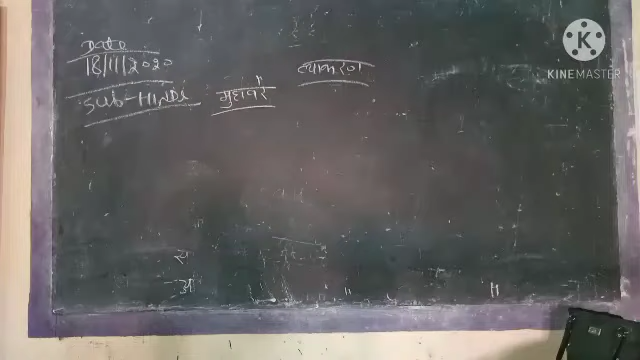 Date
18/11/2020
व्याकरण
Sub-HINDI
मुहावरे
स
आ
KINEMASTER